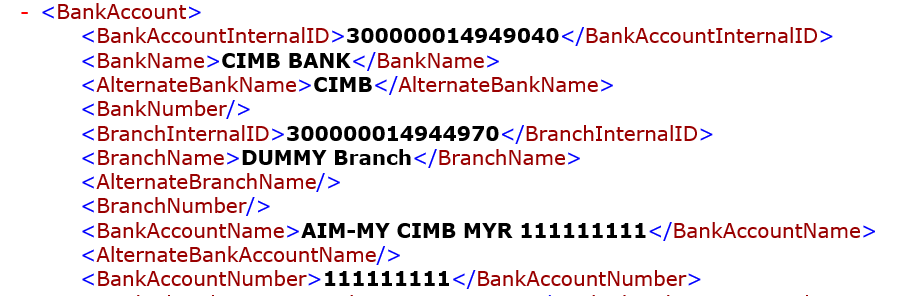 - <BankAccount>
<BankAccountInternalID>300000014949040</BankAccountInternalID>
<BankName>CIMB BANK</BankName>
<AlternateBankName>CIMB</AlternateBankName>
<BankNumber/>
<BranchInternalID>300000014944970</BranchInternalID>
<BranchName>DUMMY Branch</BranchName>
<AlternateBranchName/>
<BranchNumber/>
<BankAccountName>AIM-MY CIMB MYR 111111111</BankAccountName>
<AlternateBankAccountName/>
<BankAccountNumber>111111111</BankAccountNumber>